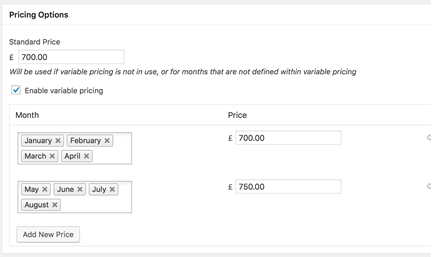 Pricing Options
Standard Price
£ 700.00
Will be used if variable pricing is not in use, or for months that are not defined within variable pricing
Enable variable pricing
Month Price
January × February ×
March × April ×
£ 700.00
May × June × July ×
August ×
£ 750.00
Add New Price